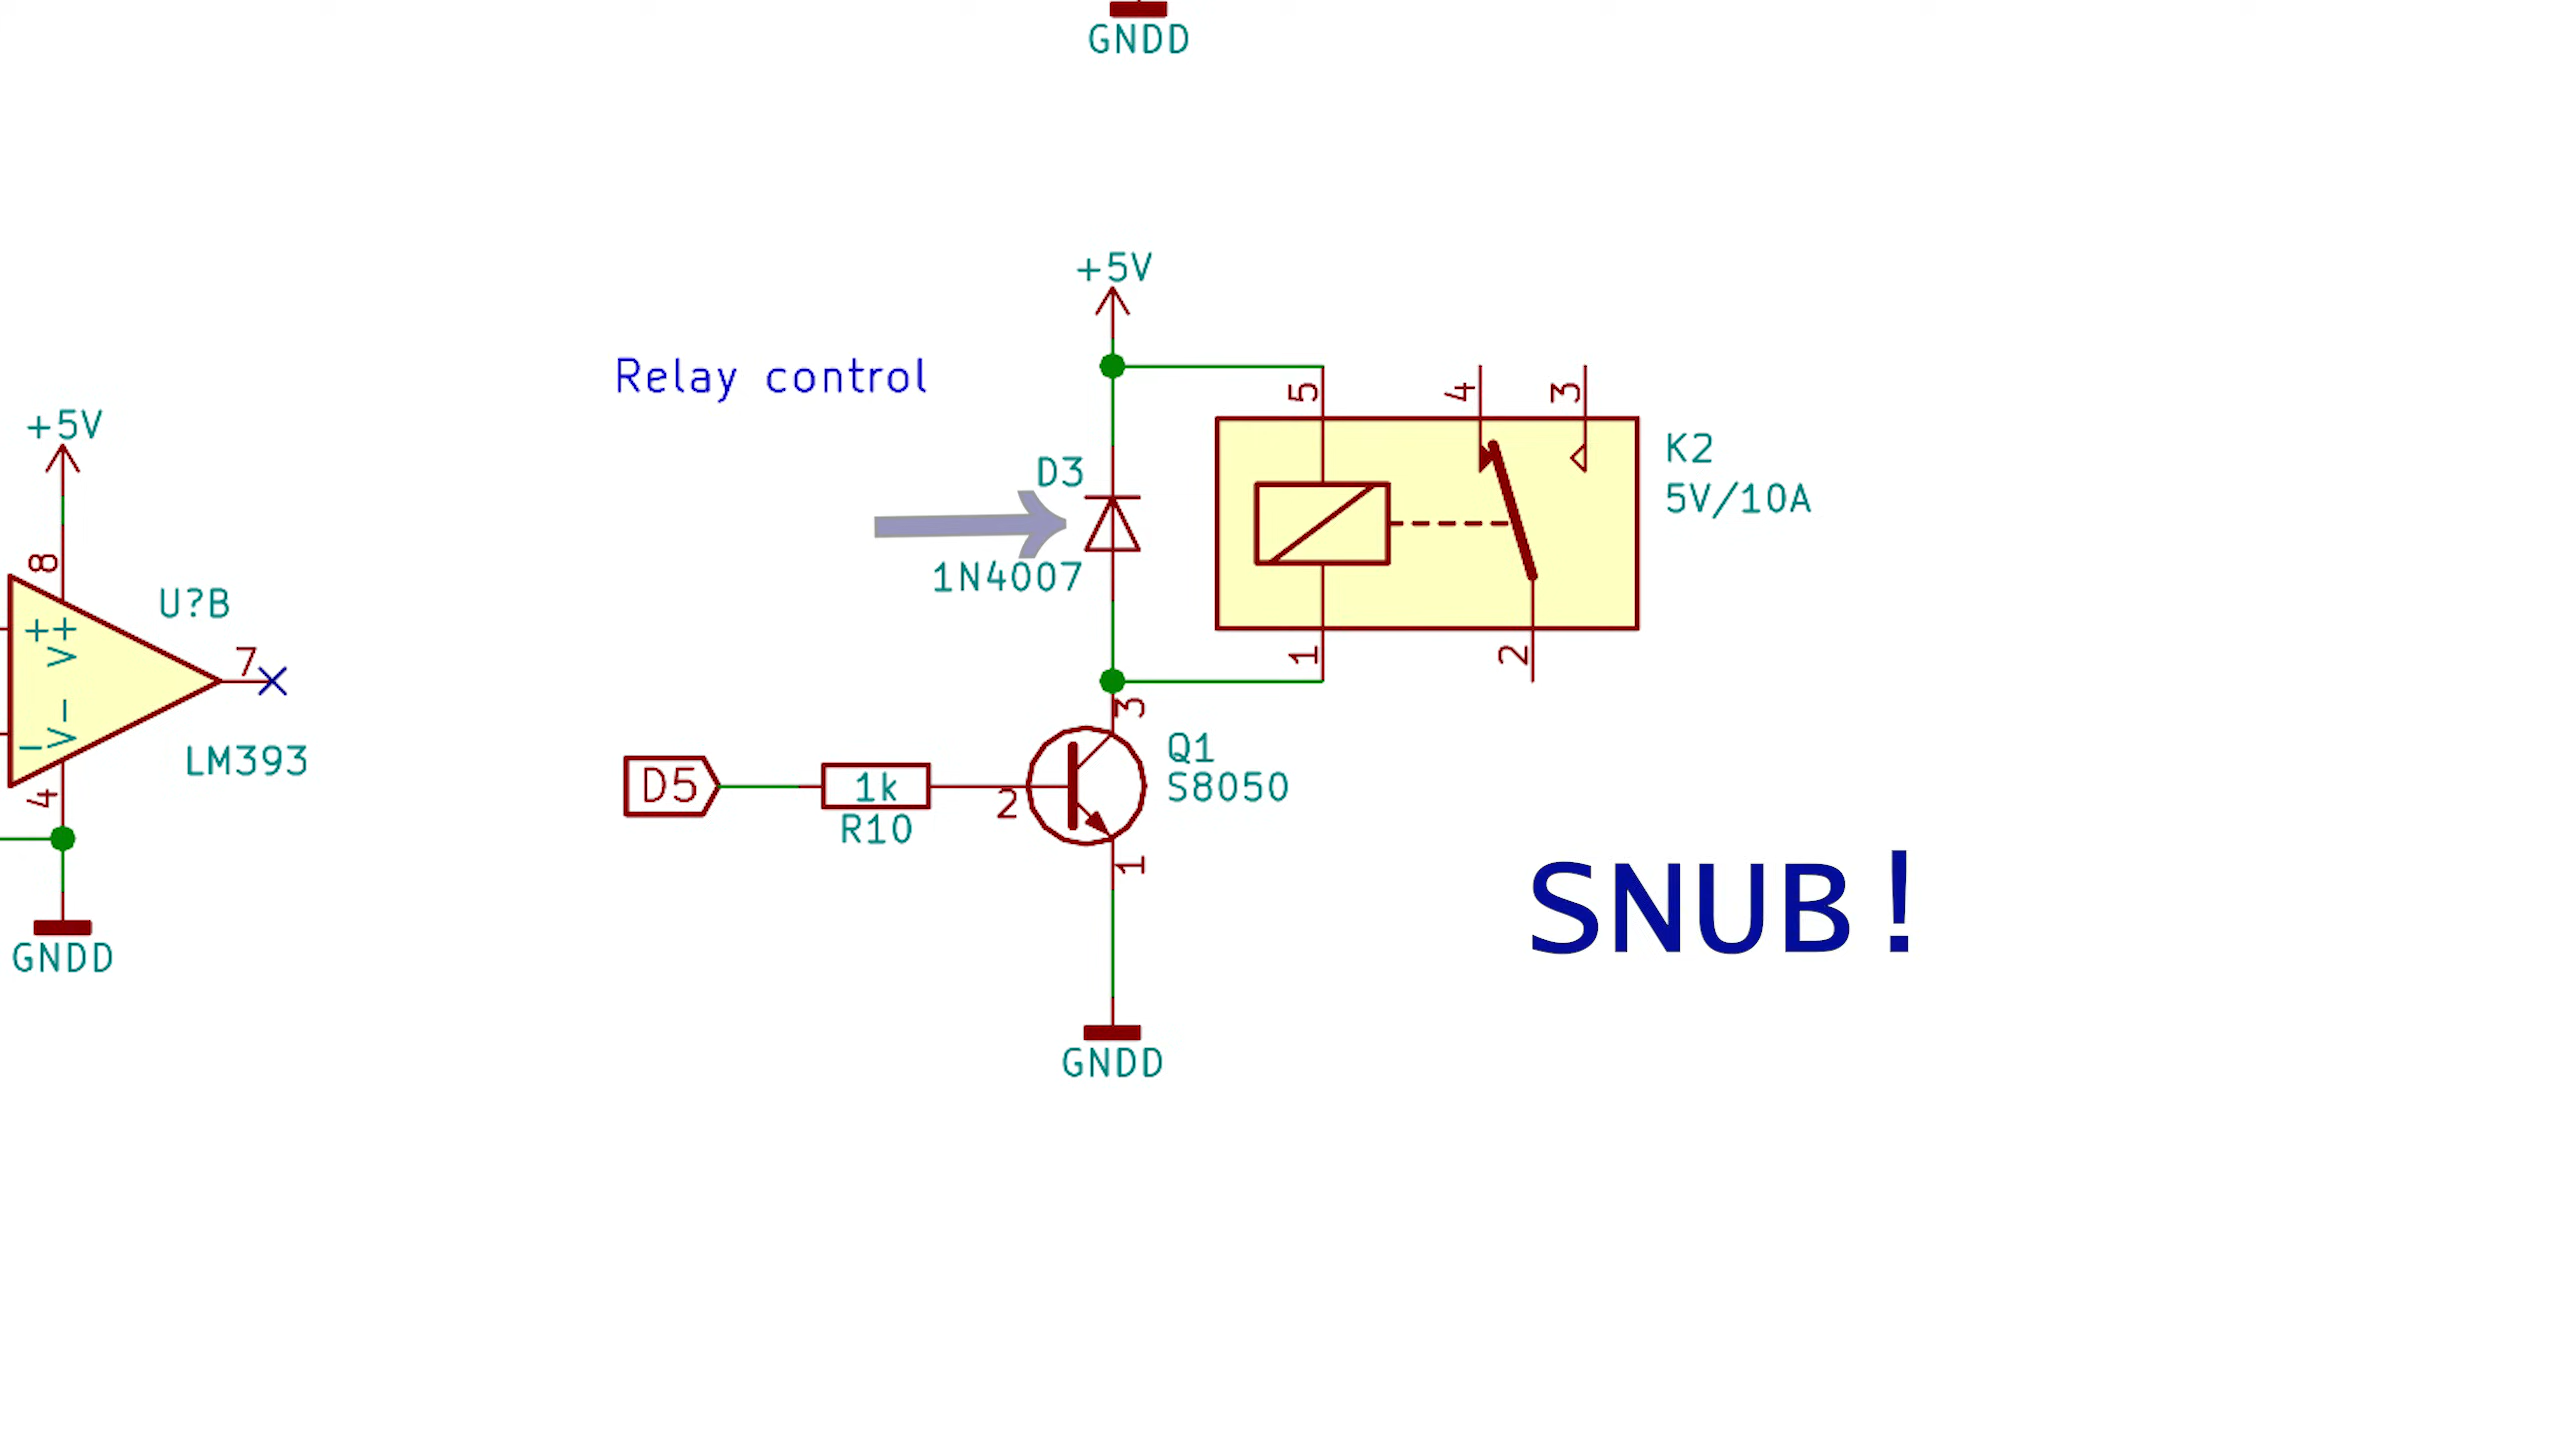 GNDD
+5V
Relay control
5
4
3
K2
5V/10A
D3
1N4007
1
2
3
Q1
S8050
D5
1k
R10
2
1
GNDD
+5V
8
U?B
+
V+
7
-
V-
LM393
4
GNDD
SNUB!